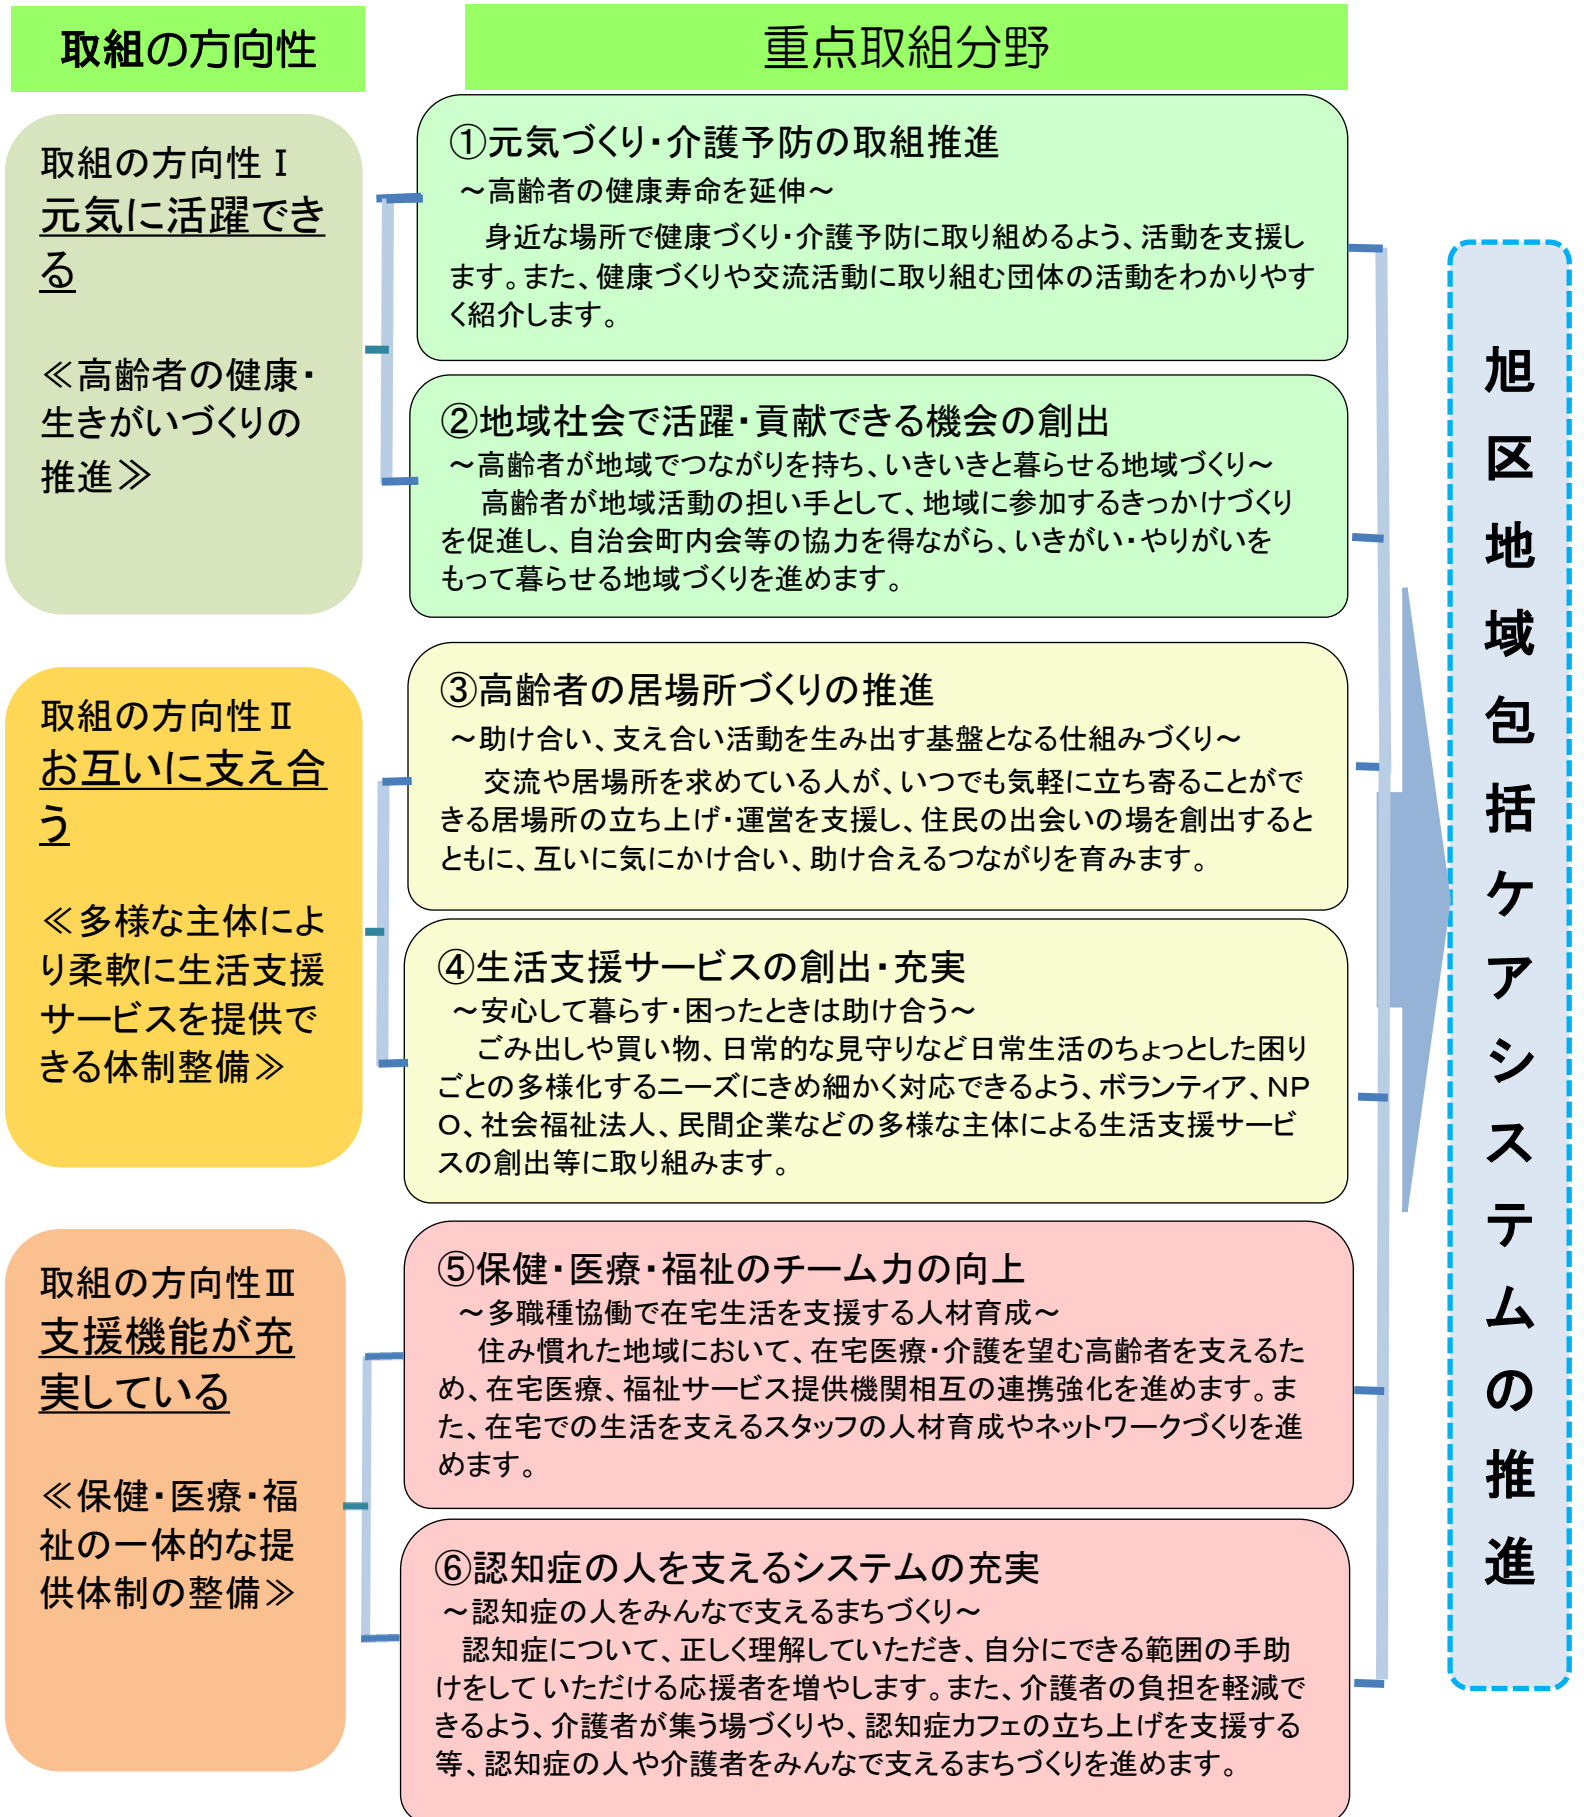 取組の方向性
重点取組分野
取組の方向性Ⅰ
元気に活躍でき
る
≪高齢者の健康・
生きがいづくりの
推進≫
①元気づくり・介護予防の取組推進
～高齢者の健康寿命を延伸～
身近な場所で健康づくり・介護予防に取り組めるよう、活動を支援し
ます。また、健康づくりや交流活動に取り組む団体の活動をわかりやす
く紹介します。
②地域社会で活躍・貢献できる機会の創出
～高齢者が地域でつながりを持ち、いきいきと暮らせる地域づくり～
高齢者が地域活動の担い手として、地域に参加するきっかけづくり
を促進し、自治会町内会等の協力を得ながら、いきがい・やりがいを
もって暮らせる地域づくりを進めます。
取組の方向性Ⅱ
お互いに支え合
う
≪多様な主体によ
り柔軟に生活支援
サービスを提供で
きる体制整備≫
③高齢者の居場所づくりの推進
～助け合い、支え合い活動を生み出す基盤となる仕組みづくり～
交流や居場所を求めている人が、いつでも気軽に立ち寄ることがで
きる居場所の立ち上げ・運営を支援し、住民の出会いの場を創出すると
ともに、互いに気にかけ合い、助け合えるつながりを育みます。
④生活支援サービスの創出・充実
～安心して暮らす・困ったときは助け合う～
ごみ出しや買い物、日常的な見守りなど日常生活のちょっとした困り
ごとの多様化するニーズにきめ細かく対応できるよう、ボランティア、ＮＰ
Ｏ、社会福祉法人、民間企業などの多様な主体による生活支援サービ
スの創出等に取り組みます。
取組の方向性Ⅲ
支援機能が充
実している
≪保健・医療・福
祉の一体的な提
供体制の整備≫
⑤保健・医療・福祉のチーム力の向上
～多職種協働で在宅生活を支援する人材育成～
住み慣れた地域において、在宅医療・介護を望む高齢者を支えるた
め、在宅医療、福祉サービス提供機関相互の連携強化を進めます。ま
た、在宅での生活を支えるスタッフの人材育成やネットワークづくりを進
めます。
⑥認知症の人を支えるシステムの充実
～認知症の人をみんなで支えるまちづくり～
認知症について、正しく理解していただき、自分にできる範囲の手助
けをしていただける応援者を増やします。また、介護者の負担を軽減で
きるよう、介護者が集う場づくりや、認知症カフェの立ち上げを支援する
等、認知症の人や介護者をみんなで支えるまちづくりを進めます。
旭区地域包括ケアシステムの推進